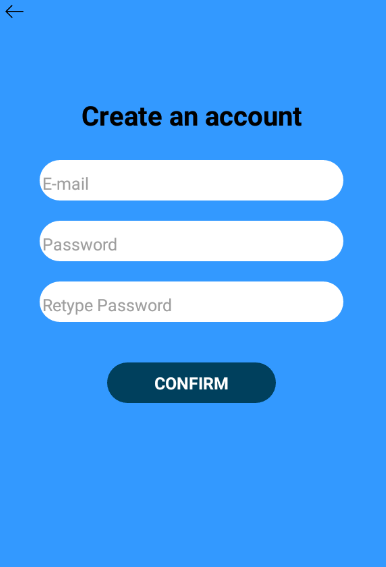 Create an account
E-mail
Password
Retype Password
CONFIRM